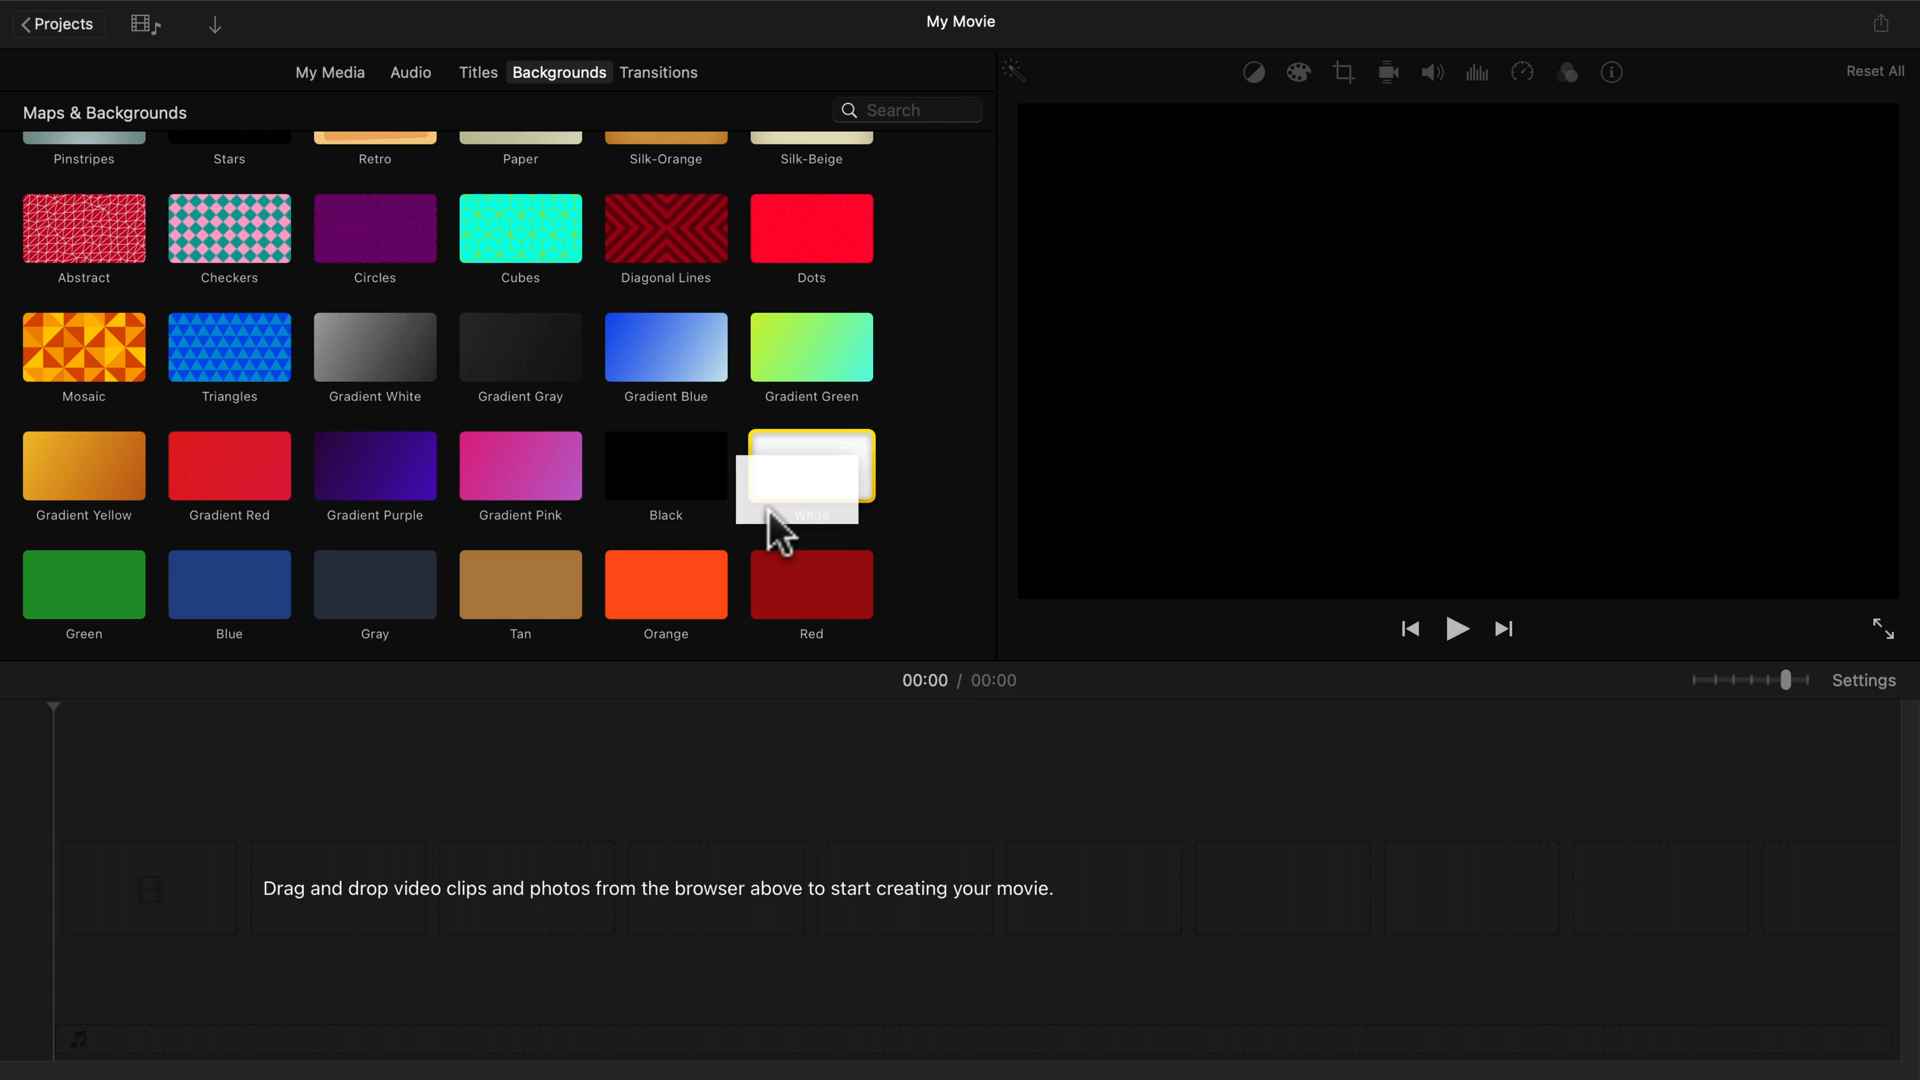 Projects
My Movie
My Media Audio Titles Backgrounds Transitions
Reset All
Maps & Backgrounds
Search
Pinstripes Stars Retro Paper Silk-Orange Silk-Beige
Abstract Checkers Circles Cubes Diagonal Lines Dots
Mosaic Triangles Gradient White Gradient Gray Gradient Blue Gradient Green
Gradient Yellow Gradient Red Gradient Purple Gradient Pink Black White
Green Blue Gray Tan Orange Red
00:00 / 00:00
Settings
Drag and drop video clips and photos from the browser above to start creating your movie.